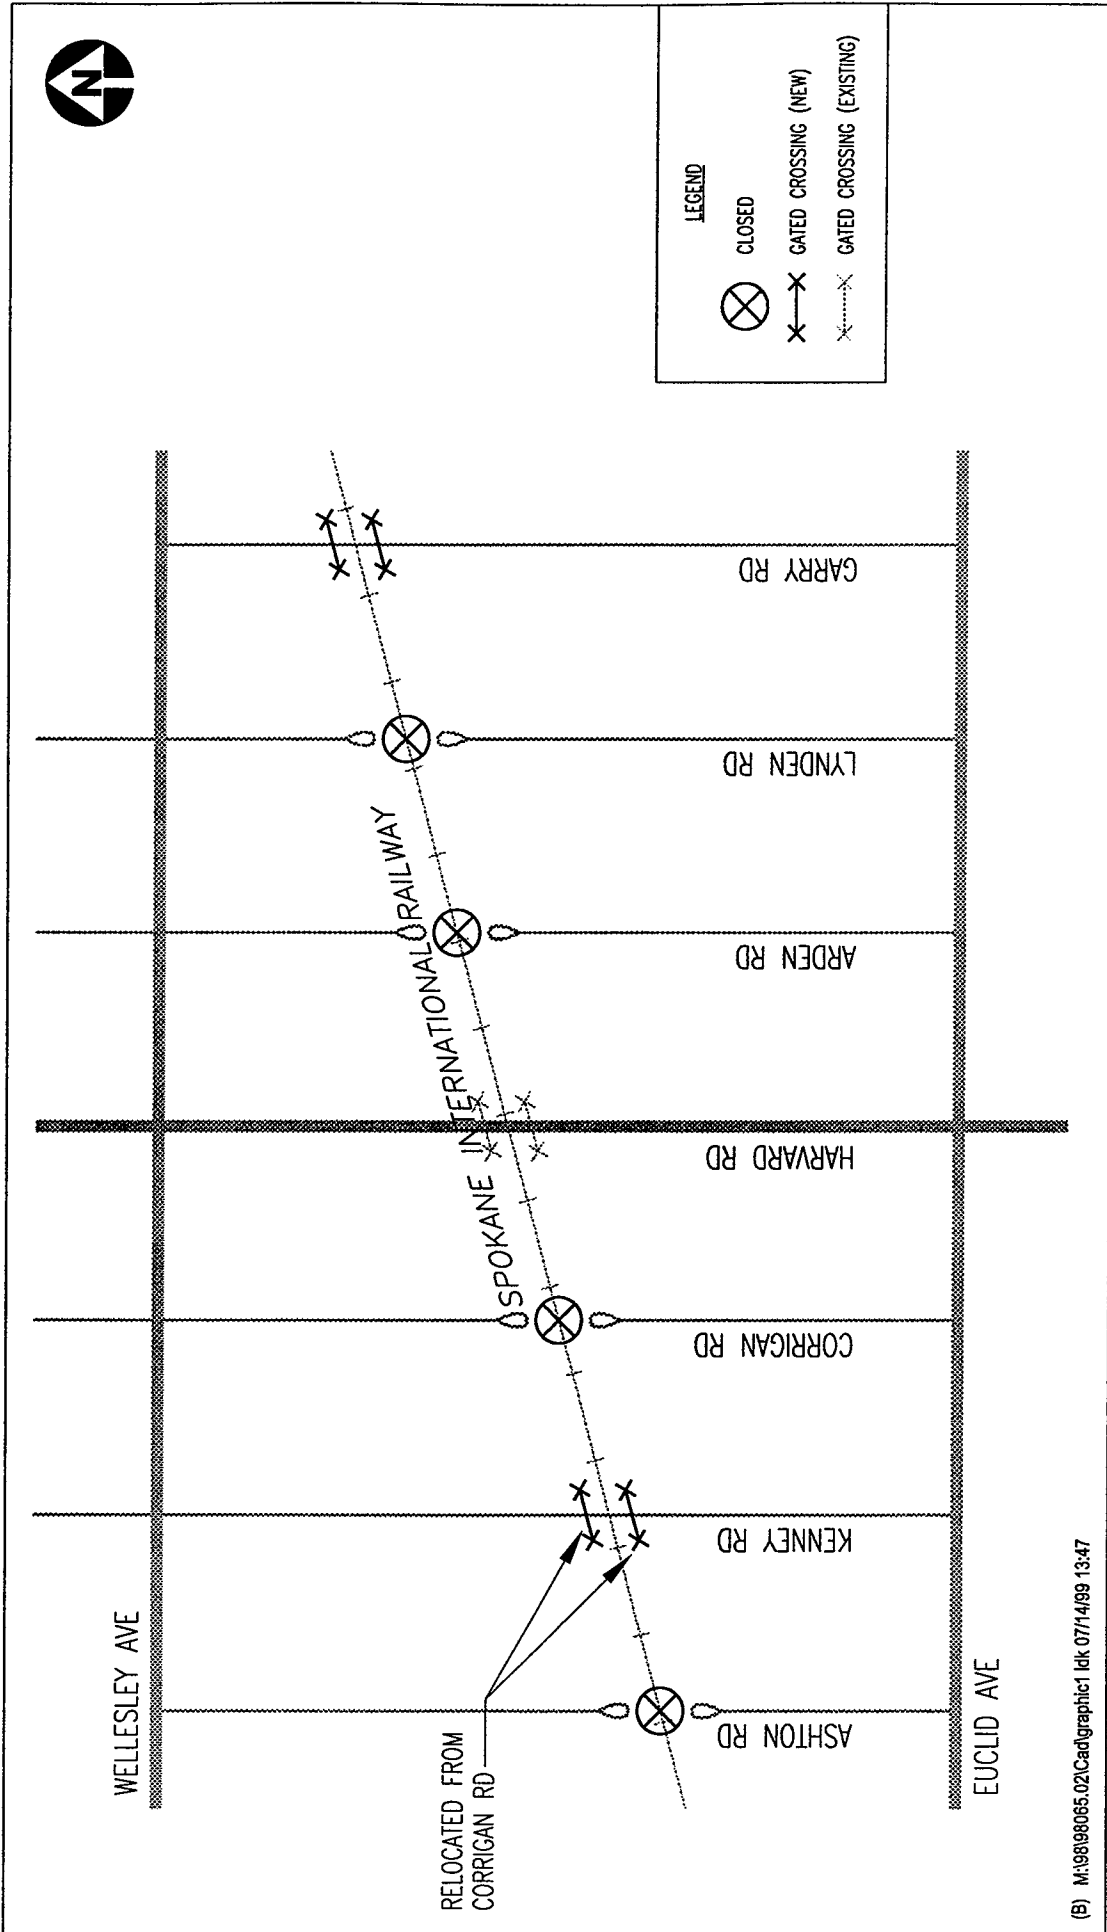 N
LEGEND
CLOSED
GATED CROSSING (NEW)
GATED CROSSING (EXISTING)
WELLESLEY AVE
SPOKANE INTERNATIONAL RAILWAY
RELOCATED FROM
CORRIGAN RD
ASHTON RD
KENNEY RD
CORRIGAN RD
HARVARD RD
ARDEN RD
LYNDEN RD
GARRY RD
EUCLID AVE
(B) M:\98\98065.02\Cad\graphic1 ldk 07/14/99 13:47